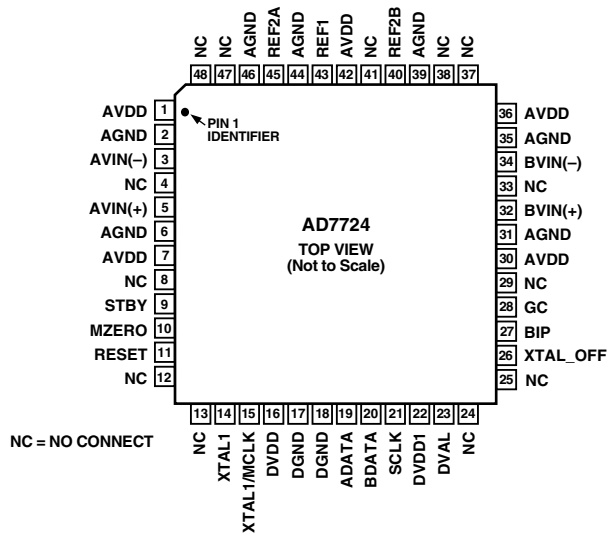 NC
NC
AGND
REF2A
AGND
REF1
AVDD
NC
REF2B
AGND
NC
NC
48 47 46 45 44 43 42 41 40 39 38 37
AVDD 1
AGND 2
AVIN(–) 3
NC 4
AVIN(+) 5
AGND 6
AVDD 7
NC 8
STBY 9
MZERO 10
RESET 11
NC 12
PIN 1
IDENTIFIER
AD7724
TOP VIEW
(Not to Scale)
36 AVDD
35 AGND
34 BVIN(–)
33 NC
32 BVIN(+)
31 AGND
30 AVDD
29 NC
28 GC
27 BIP
26 XTAL_OFF
25 NC
13 14 15 16 17 18 19 20 21 22 23 24
NC
XTAL1
XTAL1/MCLK
DVDD
DGND
DGND
ADATA
BDATA
SCLK
DVDD1
DVAL
NC
NC = NO CONNECT